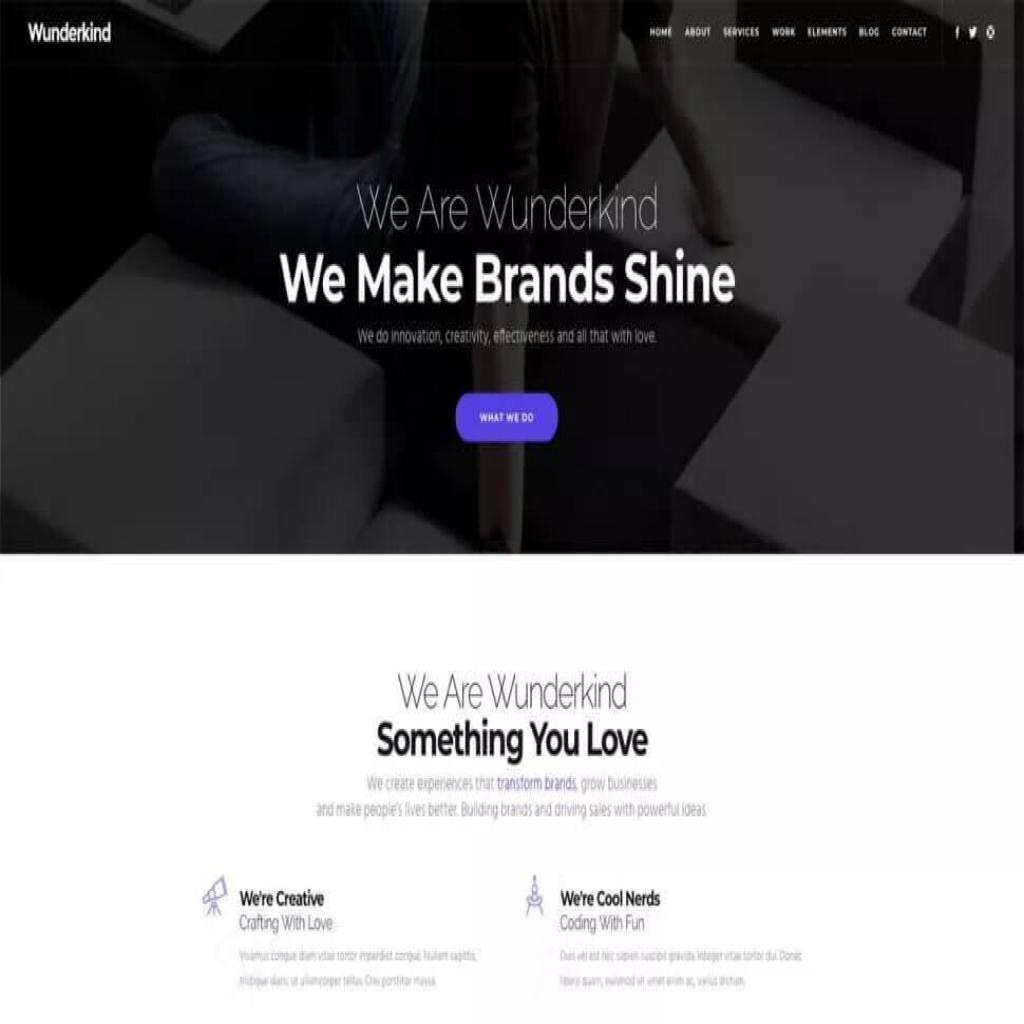 Wunderkind
HOME ABOUT SERVICES WORK ELEMENTS BLOG CONTACT
We Are Wunderkind
We Make Brands Shine
We do innovation, creativity, effectiveness and all that with love.
WHAT WE DO
We Are Wunderkind
Something You Love
We create experiences that transform brands, grow businesses
and make people's lives better. Building brands and driving sales with powerful ideas.
We're Creative
Crafting With Love
Vivamus congue diam vitae tortor imperdiet congue. Nullam sagittis,
tristique diam, ut ullamcorper tellus. Cras porttitor massa.
We're Cool Nerds
Coding With Fun
Duis vel est nec sapien suscipit gravida. Integer vitae tortor dui. Donec
libero quam, euismod sit amet enim ac, varius dictum.